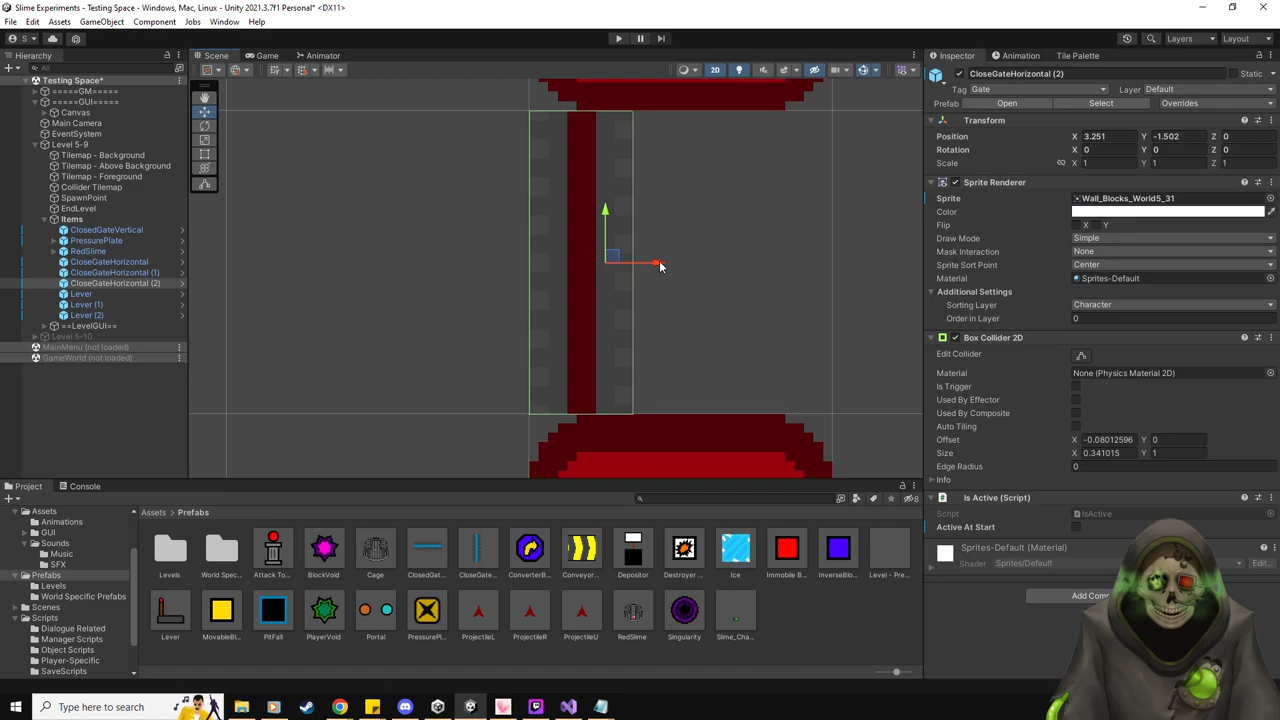 Slime Experiments - Testing Space - Windows, Mac, Linux - Unity 2021.3.7f1 Personal* <DX11>
File Edit Assets GameObject Component Jobs Window Help
S Layers Layout
Hierarchy Scene Game Animator Inspector Animation Tile Palette
All 2D CloseGateHorizontal (2) Static
Testing Space*
Tag Gate Layer Default
=====GM=====
=====GUI=====
Prefab Open Select Overrides
Canvas
Main Camera
Transform
EventSystem
Position X 3.251 Y -1.502 Z 0
Level 5-9
Rotation X 0 Y 0 Z 0
Tilemap - Background
Scale X 1 Y 1 Z 1
Tilemap - Above Background
Tilemap - Foreground
Sprite Renderer
Collider Tilemap
SpawnPoint
Sprite Wall_Blocks_World5_31
EndLevel
Color
Items
Flip X Y
ClosedGateVertical
Draw Mode Simple
PressurePlate
Mask Interaction None
RedSlime
Sprite Sort Point Center
CloseGateHorizontal
Material Sprites-Default
CloseGateHorizontal (1)
Additional Settings
CloseGateHorizontal (2)
Sorting Layer Character
Lever
Lever (1)
Order in Layer 0
Lever (2)
==LevelGUI==
Box Collider 2D
Level 5-10
MainMenu (not loaded)
Edit Collider
GameWorld (not loaded)
Material None (Physics Material 2D)
Is Trigger
Used By Effector
Used By Composite
Auto Tiling
Offset X -0.08012596 Y 0
Size X 0.341015 Y 1
Edge Radius 0
Info
Project Console
Is Active (Script)
Assets
Assets > Prefabs
Script IsActive
Animations
Active At Start
GUI
Sounds
Music
Sprites-Default (Material)
SFX
Shader Sprites/Default Edit...
Prefabs
Levels World Spec... Attack To... BlockVoid Cage ClosedGat... CloseGate... ConverterB... Conveyor... Depositor Destroyer ... Ice Immobile B... InverseBlo... Level - Pre...
Levels
World Specific Prefabs
Scenes
Add Com
Scripts
Dialogue Related
Manager Scripts
Lever MovableBl... PitFall PlayerVoid Portal PressurePl... ProjectileL ProjectileR ProjectileU RedSlime Singularity Slime_Cha...
Object Scripts
Player-Specific
SaveScripts
Type here to search